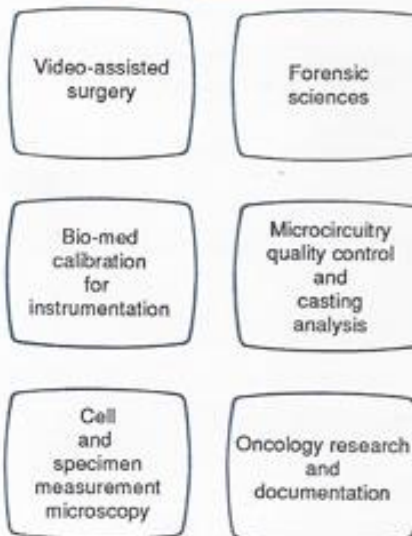 Video-assisted
surgery
Forensic
sciences
Bio-med
calibration
for
instrumentation
Microcircuitry
quality control
and
casting
analysis
Cell
and
specimen
measurement
microscopy
Oncology research
and
documentation